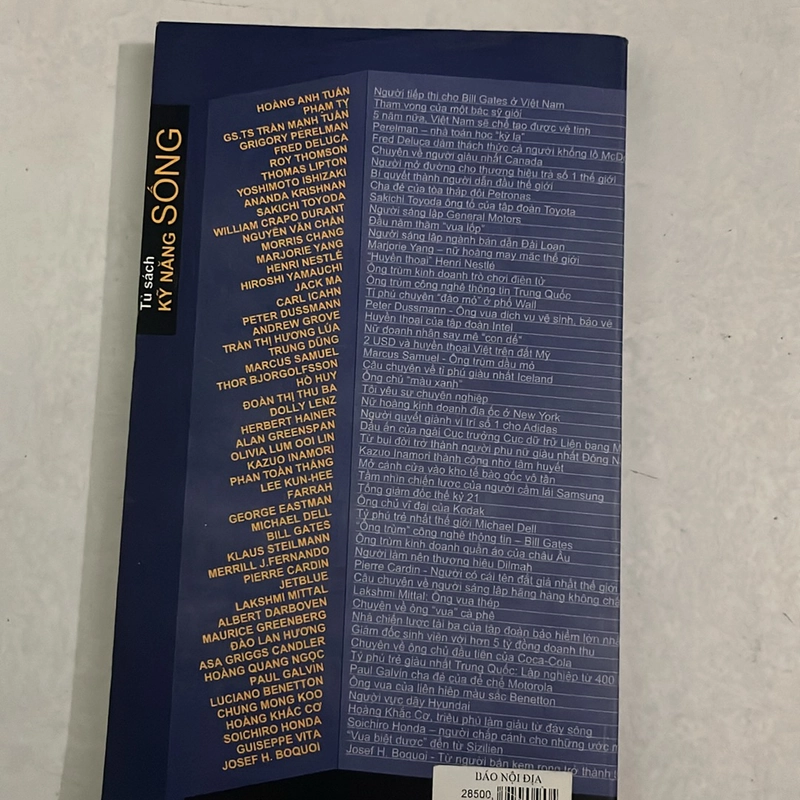 Tủ sách
KỸ NĂNG SỐNG
HOÀNG ANH TUẤN
PHẠM TÝ
GS.TS TRẦN MẠNH TUẤN
GRIGORY PERELMAN
FRED DELUCA
ROY THOMSON
THOMAS LIPTON
YOSHIMOTO ISHIZAKI
ANANDA KRISHNAN
SAKICHI TOYODA
WILLIAM CRAPO DURANT
NGUYỄN VĂN CHẨN
MORRIS CHANG
MARJORIE YANG
HENRI NESTLÉ
HIROSHI YAMAUCHI
JACK MA
CARL ICAHN
PETER DUSSMANN
ANDREW GROVE
TRẦN THỊ HƯƠNG LÚA
TRUNG DŨNG
MARCUS SAMUEL
THOR BJORGOLFSSON
HỒ HUY
ĐOÀN THỊ THU BA
DOLLY LENZ
HERBERT HAINER
ALAN GREENSPAN
OLIVIA LUM OOI LIN
KAZUO INAMORI
PHAN TOÀN THẮNG
LEE KUN-HEE
FARRAH
GEORGE EASTMAN
MICHAEL DELL
BILL GATES
KLAUS STEILMANN
MERRILL J.FERNANDO
PIERRE CARDIN
JETBLUE
LAKSHMI MITTAL
ALBERT DARBOVEN
MAURICE GREENBERG
ĐÀO LAN HƯƠNG
ASA GRIGGS CANDLER
HOÀNG QUANG NGỌC
PAUL GALVIN
LUCIANO BENETTON
CHUNG MONG KOO
HOÀNG KHẮC CƠ
SOICHIRO HONDA
GUISEPPE VITA
JOSEF H. BOQUOI
Người tiếp thị cho Bill Gates ở Việt Nam
Tham vọng của một bác sỹ giỏi
5 năm nữa, Việt Nam sẽ chế tạo được vệ tinh
Perelman – nhà toán học "kỳ lạ"
Fred Deluca dám thách thức cả người khổng lồ McD
Chuyện về người giàu nhất Canada
Người mở đường cho thương hiệu trà số 1 thế giới
Bí quyết thành người dẫn đầu thế giới
Cha đẻ của tòa tháp đôi Petronas
Sakichi Toyoda ông tổ của tập đoàn Toyota
Người sáng lập General Motors
Đầu năm thăm "vua lốp"
Người sáng lập ngành bán dẫn Đài Loan
Marjorie Yang – nữ hoàng may mặc thế giới
"Huyền thoại" Henri Nestlé
Ông trùm kinh doanh trò chơi điện tử
Ông trùm công nghệ thông tin Trung Quốc
Tỉ phú chuyên "đào mỏ" ở phố Wall
Peter Dussmann - Ông vua dịch vụ vệ sinh, bảo vệ
Huyền thoại của tập đoàn Intel
Nữ doanh nhân say mê "con dế"
2 USD và huyền thoại Việt trên đất Mỹ
Marcus Samuel - Ông trùm dầu mỏ
Câu chuyện về tỉ phú giàu nhất Iceland
Ông chủ "màu xanh"
Tôi yêu sự chuyên nghiệp
Nữ hoàng kinh doanh địa ốc ở New York
Người quyết giành vị trí số 1 cho Adidas
Dấu ấn của ngài Cục trưởng Cục dữ trữ Liên bang M
Từ bụi đời trở thành người phụ nữ giàu nhất Đông N
Kazuo Inamori thành công nhờ tâm huyết
Mở cánh cửa vào kho tế bào gốc vô tận
Tầm nhìn chiến lược của người cầm lái Samsung
Tổng giám đốc thế kỷ 21
Ông chủ vĩ đại của Kodak
Tỷ phú trẻ nhất thế giới Michael Dell
"Ông trùm" công nghệ thông tin – Bill Gates
Ông trùm kinh doanh quần áo của châu Âu
Người làm nên thương hiệu Dilmah
Pierre Cardin - Người có cái tên đắt giá nhất thế giới
Câu chuyện về người sáng lập hãng hàng không
Lakshmi Mittal: Ông vua thép
Chuyện về ông "vua" cà phê
Nhà chiến lược tài ba của tập đoàn bảo hiểm lớn
Giám đốc sinh viên với hơn 5 tỷ đồng doanh thu
Chuyện về ông chủ đầu tiên của Coca-Cola
Tỷ phú trẻ giàu nhất Trung Quốc: Lập nghiệp từ 400
Paul Galvin cha đẻ của đế chế Motorola
Ông vua của liên hiệp màu sắc Benetton
Người vực dậy Hyundai
Hoàng Khắc Cơ, triệu phú làm giàu từ đáy sông
Soichiro Honda – người chắp cánh cho những ước
"Vua biệt dược" đến từ Sizilien
Josef H. Boquoi - Từ người bán kem rong trở thành
BÁO NỘI ĐỊA
28500,